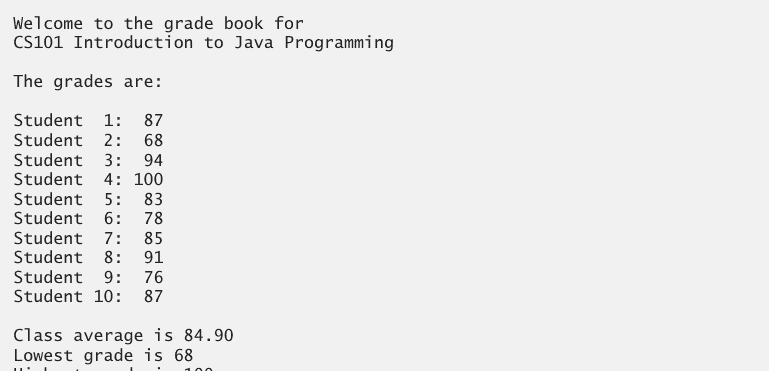 Welcome to the grade book for
CS101 Introduction to Java Programming
The grades are:
Student  1:  87
Student  2:  68
Student  3:  94
Student  4: 100
Student  5:  83
Student  6:  78
Student  7:  85
Student  8:  91
Student  9:  76
Student 10:  87
Class average is 84.90
Lowest grade is 68